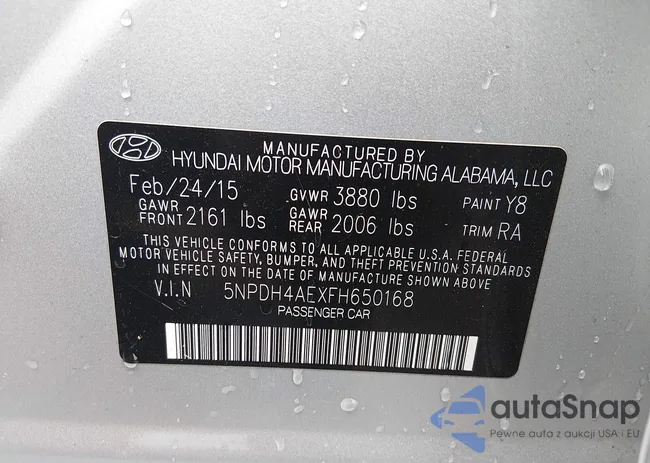 MANUFACTURED BY
HYUNDAI MOTOR MANUFACTURING ALABAMA, LLC
Feb/24/15 GVWR 3880 lbs PAINT Y8
GAWR FRONT 2161 lbs GAWR REAR 2006 lbs TRIM RA
THIS VEHICLE CONFORMS TO ALL APPLICABLE U.S.A. FEDERAL
MOTOR VEHICLE SAFETY, BUMPER, AND THEFT PREVENTION STANDARDS
IN EFFECT ON THE DATE OF MANUFACTURE SHOWN ABOVE.
V.I.N 5NPDH4AEXFH650168
PASSENGER CAR
autaSnap
Pewne auta z aukcji USA i EU